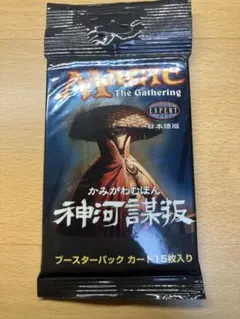 Magic
The Gathering
EXPERT
日本語版
かみがわむほん
神河謀叛
ブースターパック カード15枚入り